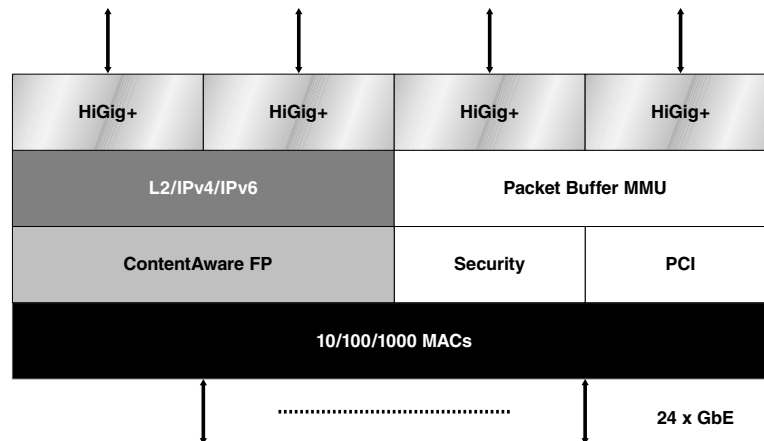 HiGig+ HiGig+ HiGig+ HiGig+
L2/IPv4/IPv6 Packet Buffer MMU
ContentAware FP Security PCI
10/100/1000 MACs
24 x GbE